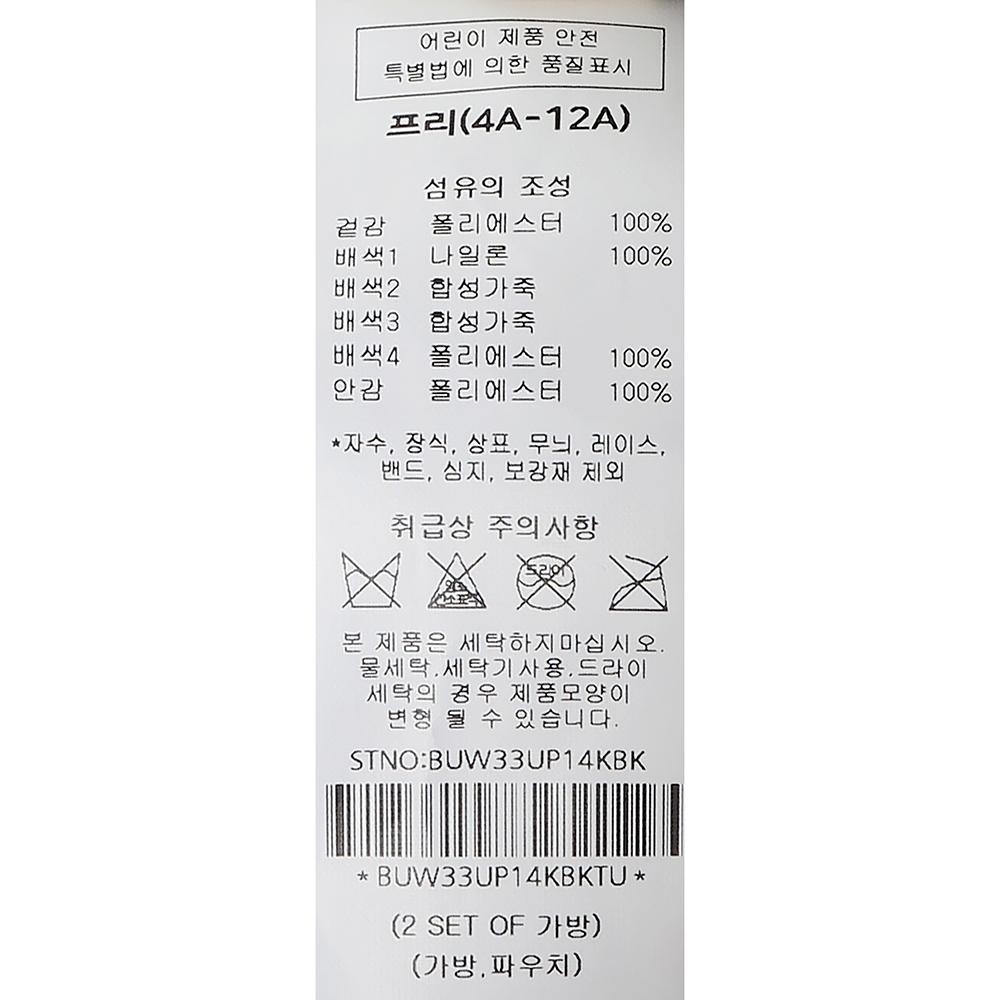 어린이 제품 안전
특별법에 의한 품질표시
프리(4A-12A)
섬유의 조성
겉감 폴리에스터 100%
배색1 나일론 100%
배색2 합성가죽
배색3 합성가죽
배색4 폴리에스터 100%
안감 폴리에스터 100%
*자수, 장식, 상표, 무늬, 레이스,
밴드, 심지, 보강재 제외
취급상 주의사항
드라이
본 제품은 세탁하지마십시오.
물세탁.세탁기사용.드라이
세탁의 경우 제품모양이
변형 될 수 있습니다.
STNO:BUW33UP14KBK
*BUW33UP14KBKTU*
(2 SET OF 가방)
(가방,파우치)